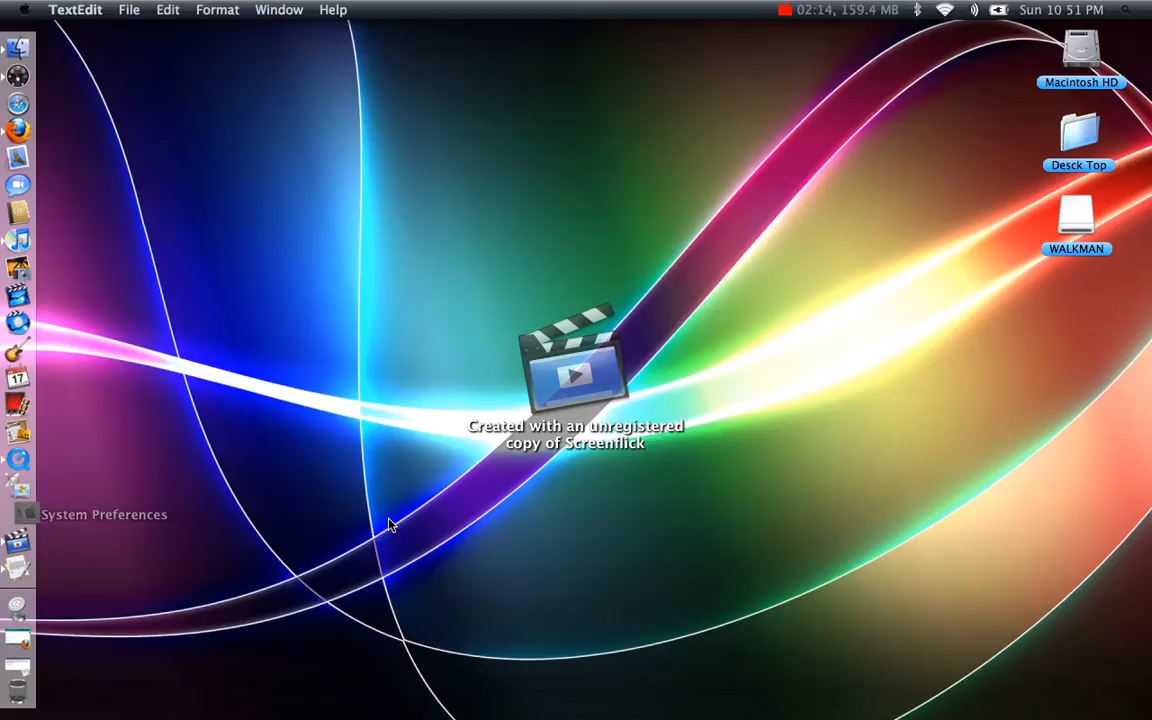 TextEdit File Edit Format Window Help 02:14, 159.4 MB Sun 10 51 PM
Macintosh HD
Desck Top
WALKMAN
17
Created with an unregistered
copy of Screenflick
System Preferences